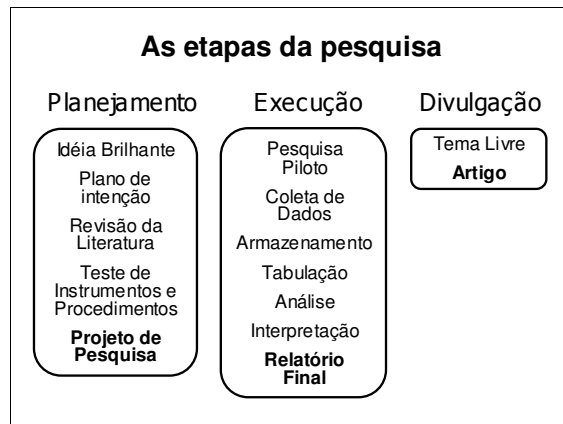 As etapas da pesquisa
Planejamento
Idéia Brilhante
Plano de
intenção
Revisão da
Literatura
Teste de
Instrumentos e
Procedimentos
Projeto de
Pesquisa
Execução
Pesquisa
Piloto
Coleta de
Dados
Armazenamento
Tabulação
Análise
Interpretação
Relatório
Final
Divulgação
Tema Livre
Artigo